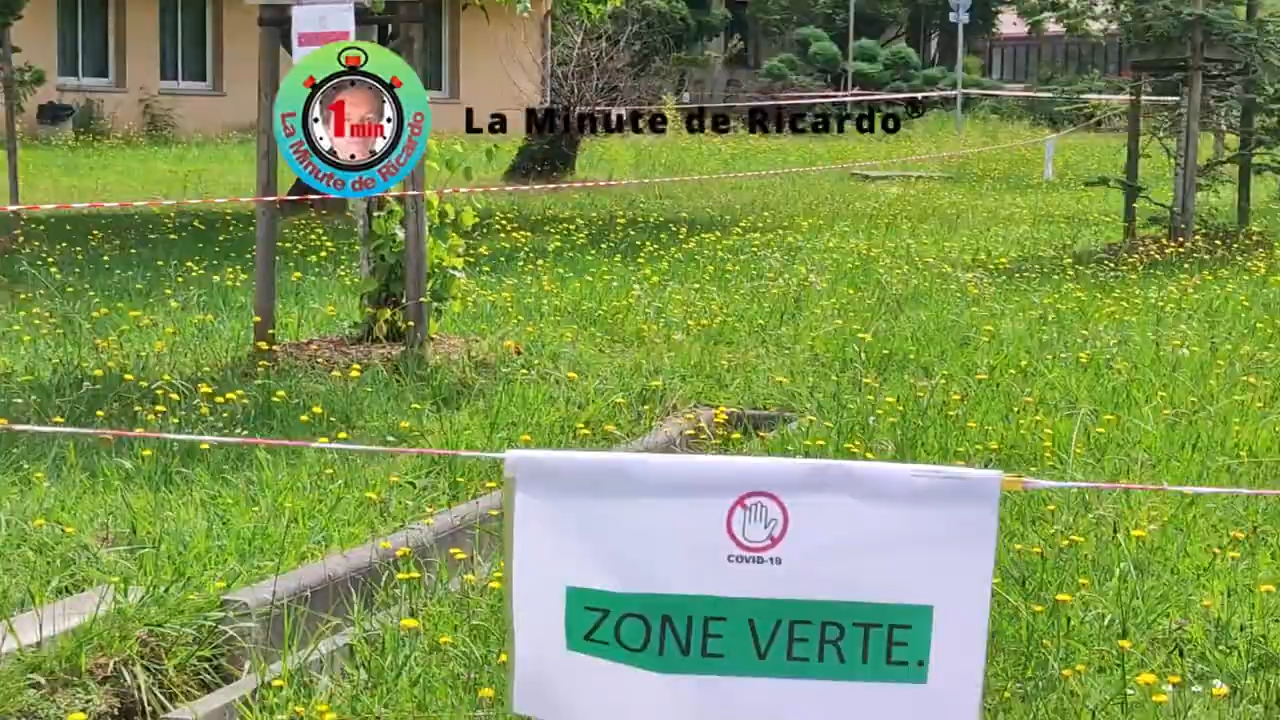 1min
La Minute de Ricardo
La Minute de Ricardo®
COVID-19
ZONE VERTE.